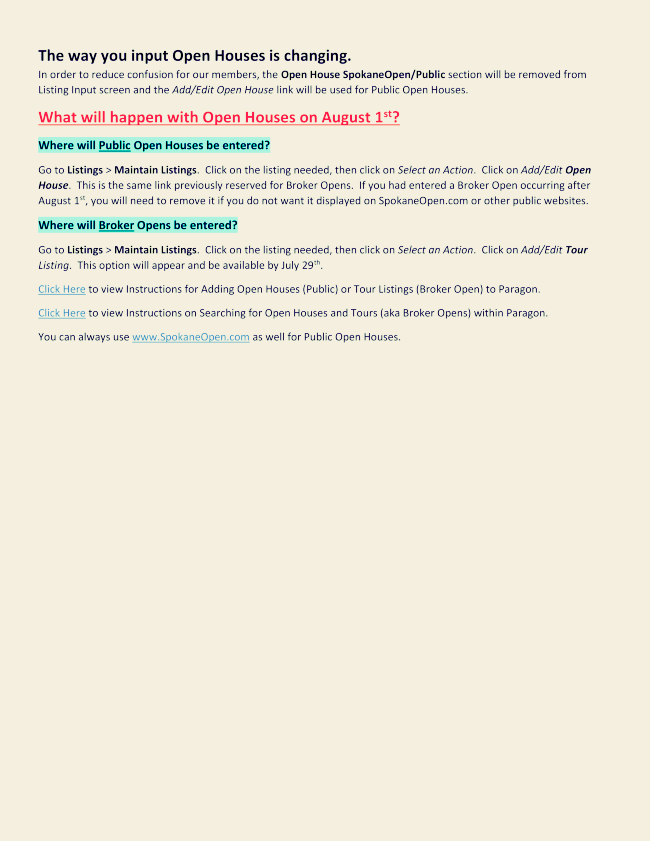 The way you input Open Houses is changing.
In order to reduce confusion for our members, the Open House SpokaneOpen/Public section will be removed from
Listing Input screen and the Add/Edit Open House link will be used for Public Open Houses.
What will happen with Open Houses on August 1st?
Where will Public Open Houses be entered?
Go to Listings > Maintain Listings.  Click on the listing needed, then click on Select an Action.  Click on Add/Edit Open
House.  This is the same link previously reserved for Broker Opens.  If you had entered a Broker Open occurring after
August 1st, you will need to remove it if you do not want it displayed on SpokaneOpen.com or other public websites.
Where will Broker Opens be entered?
Go to Listings > Maintain Listings.  Click on the listing needed, then click on Select an Action.  Click on Add/Edit Tour
Listing.  This option will appear and be available by July 29th.
Click Here to view Instructions for Adding Open Houses (Public) or Tour Listings (Broker Open) to Paragon.
Click Here to view Instructions on Searching for Open Houses and Tours (aka Broker Opens) within Paragon.
You can always use www.SpokaneOpen.com as well for Public Open Houses.